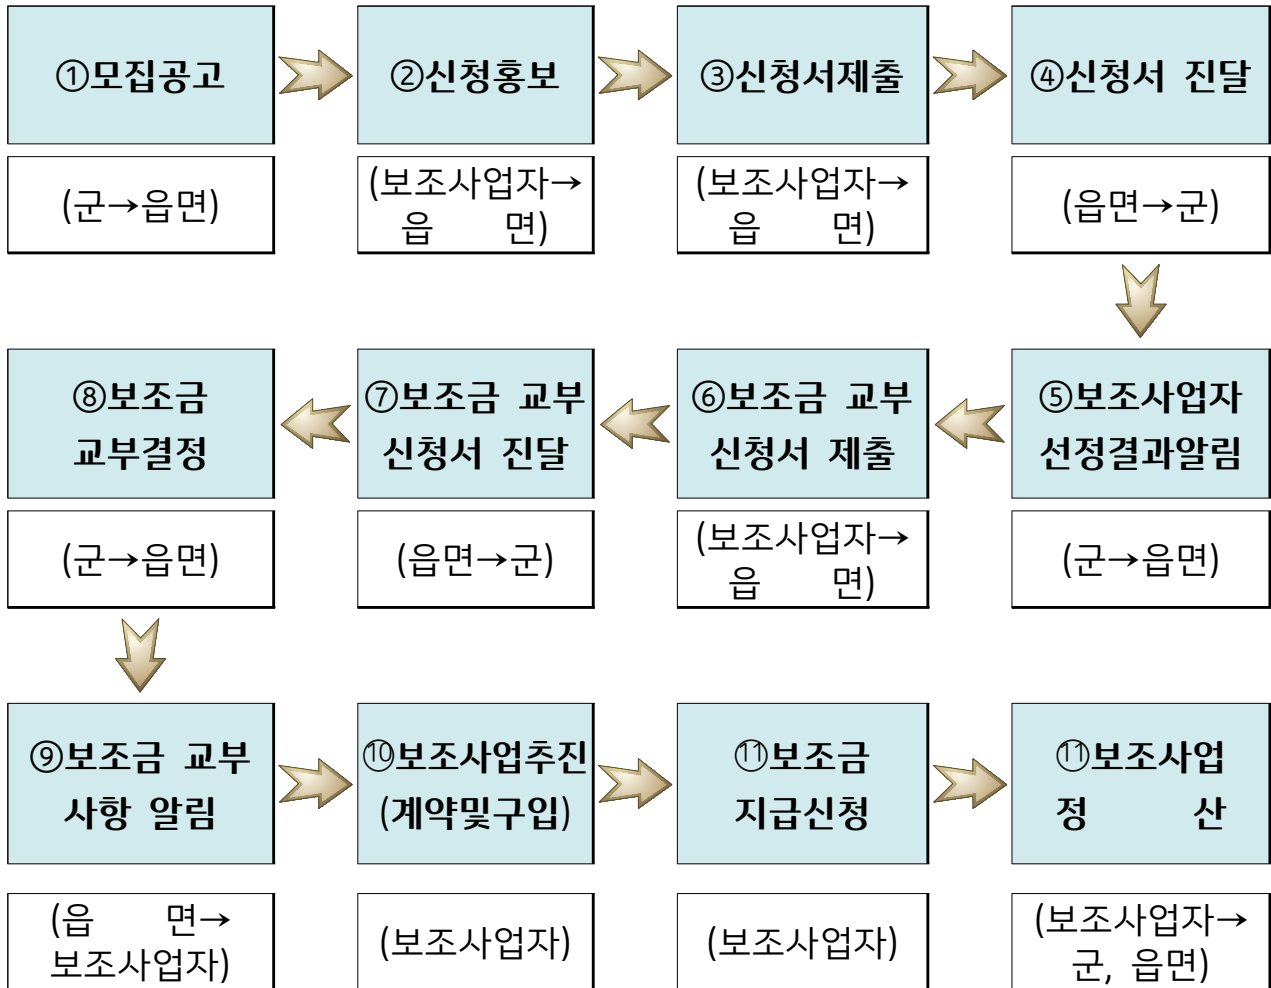 ①모집공고
(군→읍면)
②신청홍보
(보조사업자→
읍 면)
③신청서제출
(보조사업자→
읍 면)
④신청서 진달
(읍면→군)
⑤보조사업자
선정결과알림
(군→읍면)
⑥보조금 교부
신청서 제출
(보조사업자→
읍 면)
⑦보조금 교부
신청서 진달
(읍면→군)
⑧보조금
교부결정
(군→읍면)
⑨보조금 교부
사항 알림
(읍 면→
보조사업자)
⑩보조사업추진
(계약및구입)
(보조사업자)
⑪보조금
지급신청
(보조사업자)
⑪보조사업
정 산
(보조사업자→
군, 읍면)